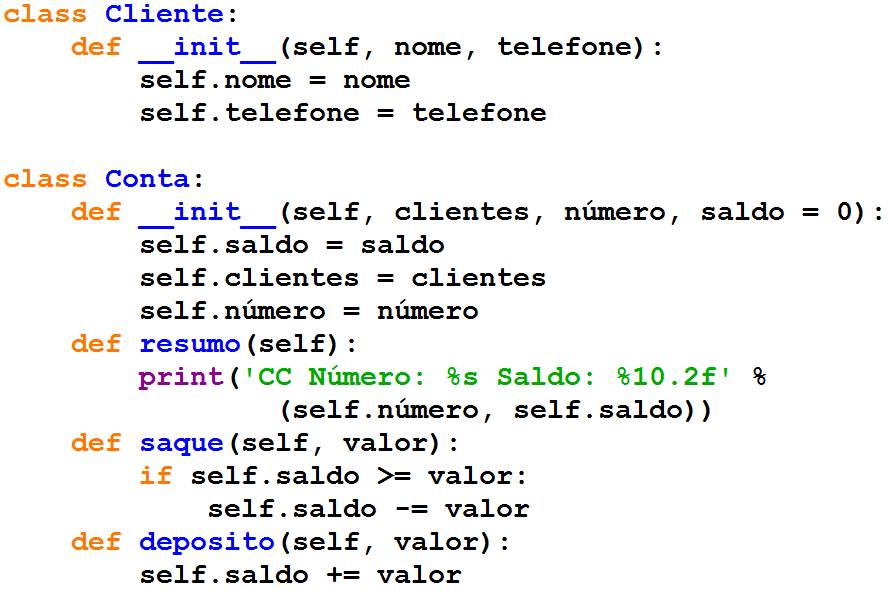 class Cliente:
    def __init__(self, nome, telefone):
        self.nome = nome
        self.telefone = telefone

class Conta:
    def __init__(self, clientes, número, saldo = 0):
        self.saldo = saldo
        self.clientes = clientes
        self.número = número
    def resumo(self):
        print('CC Número: %s Saldo: %10.2f' %
                (self.número, self.saldo))
    def saque(self, valor):
        if self.saldo >= valor:
            self.saldo -= valor
    def deposito(self, valor):
        self.saldo += valor